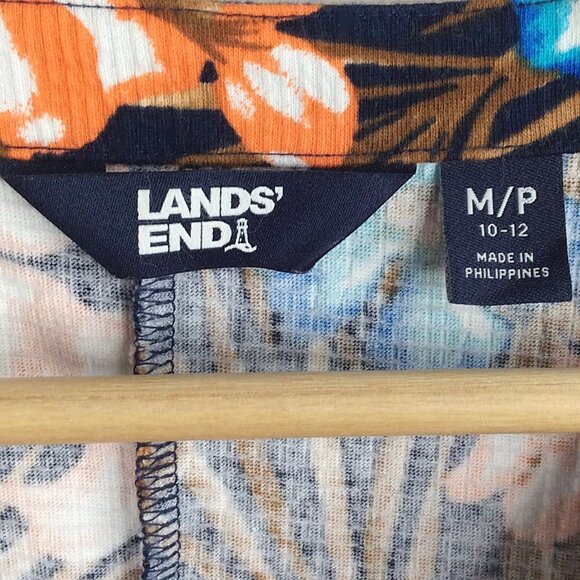 LANDS'
END
M/P
10-12
MADE IN
PHILIPPINES